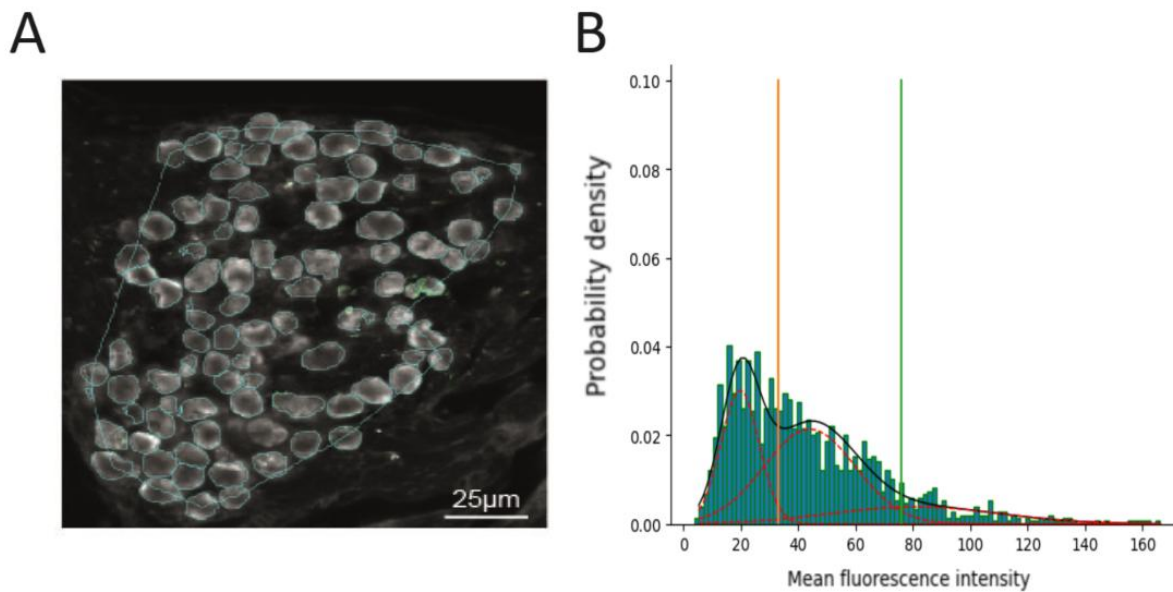 A
B
25µm
Probability density
0.10
0.08
0.06
0.04
0.02
0.00
0 20 40 60 80 100 120 140 160
Mean fluorescence intensity